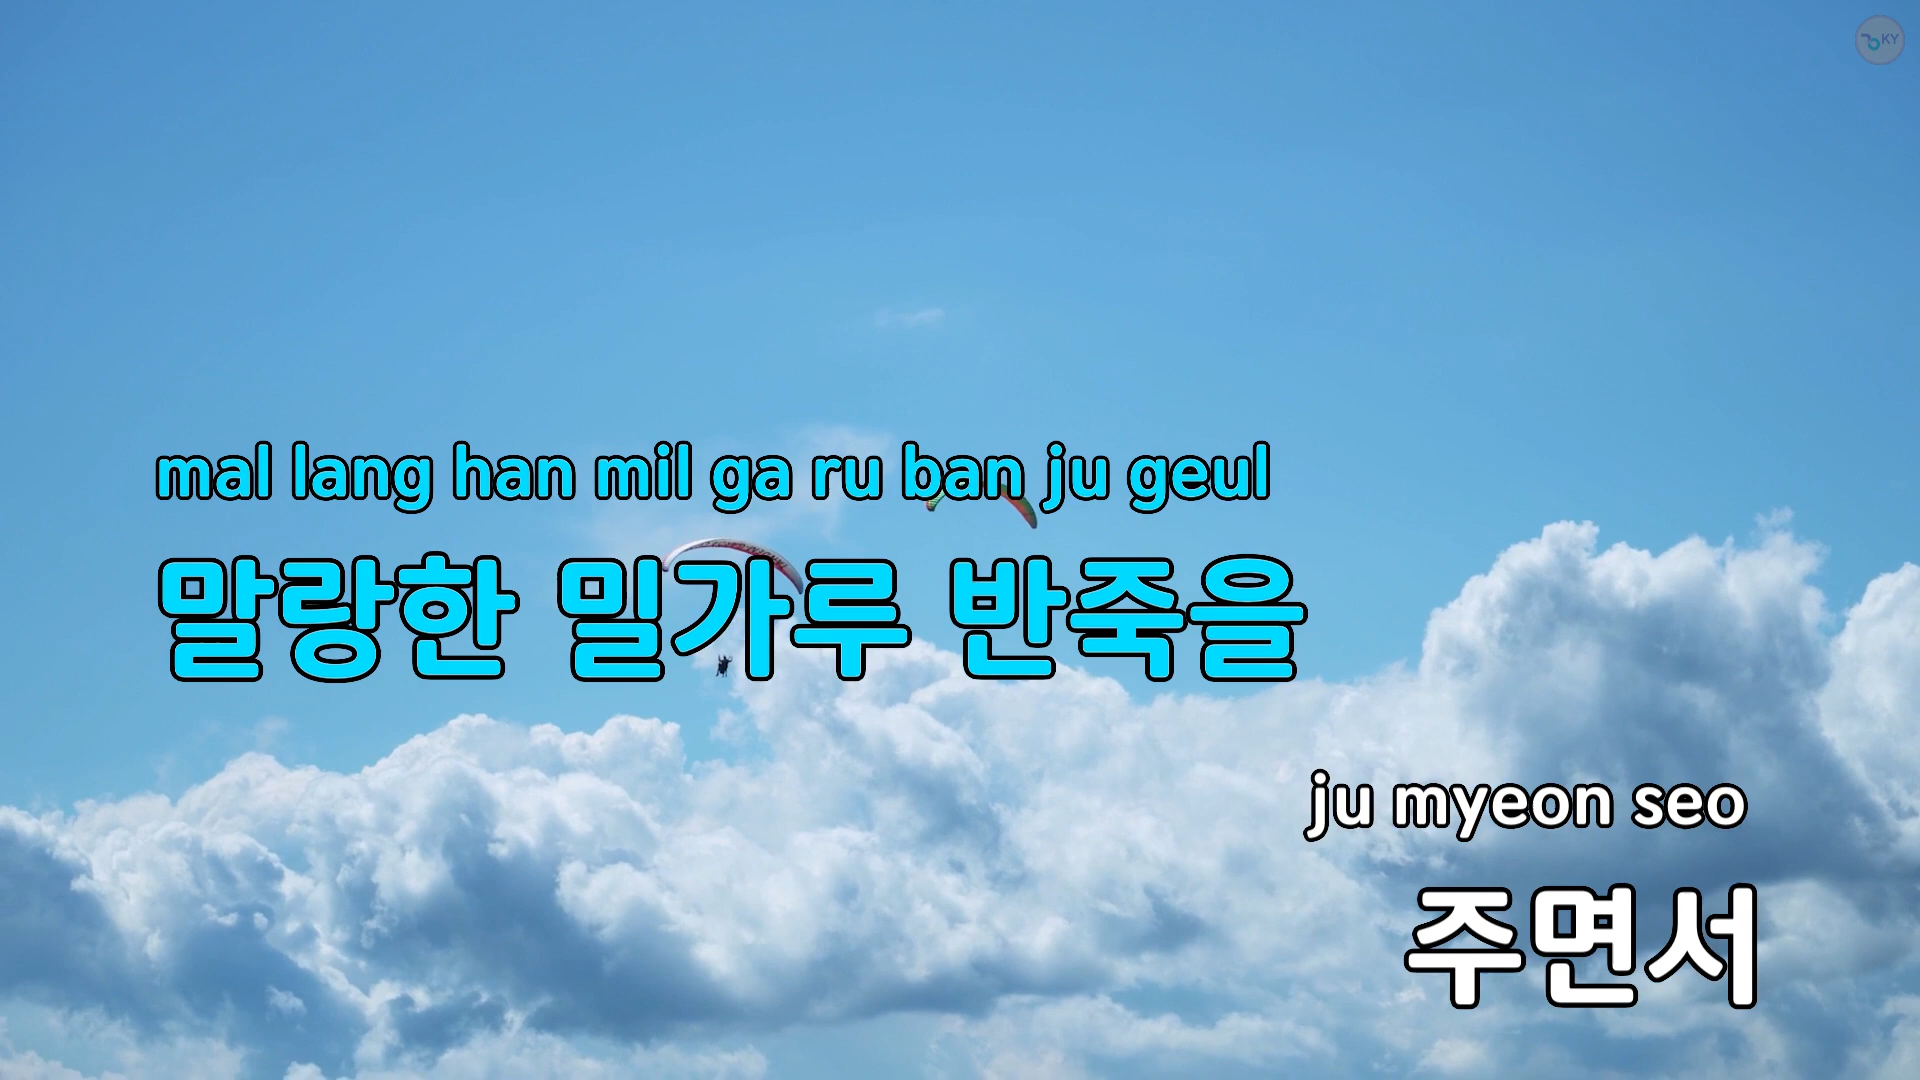 KY
mal lang han mil ga ru ban ju geul
말랑한 밀가루 반죽을
ju myeon seo
주면서